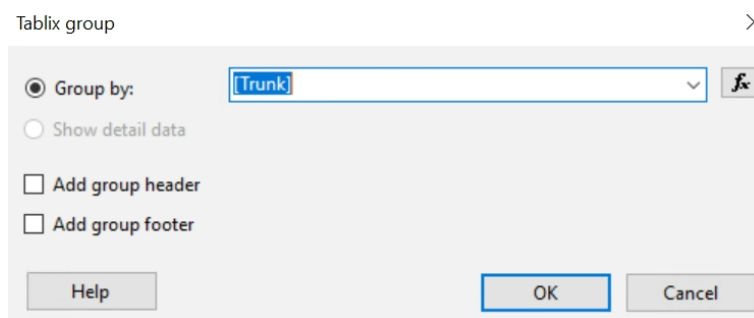 Tablix group
Group by: [Trunk] fx
Show detail data
Add group header
Add group footer
Help OK Cancel